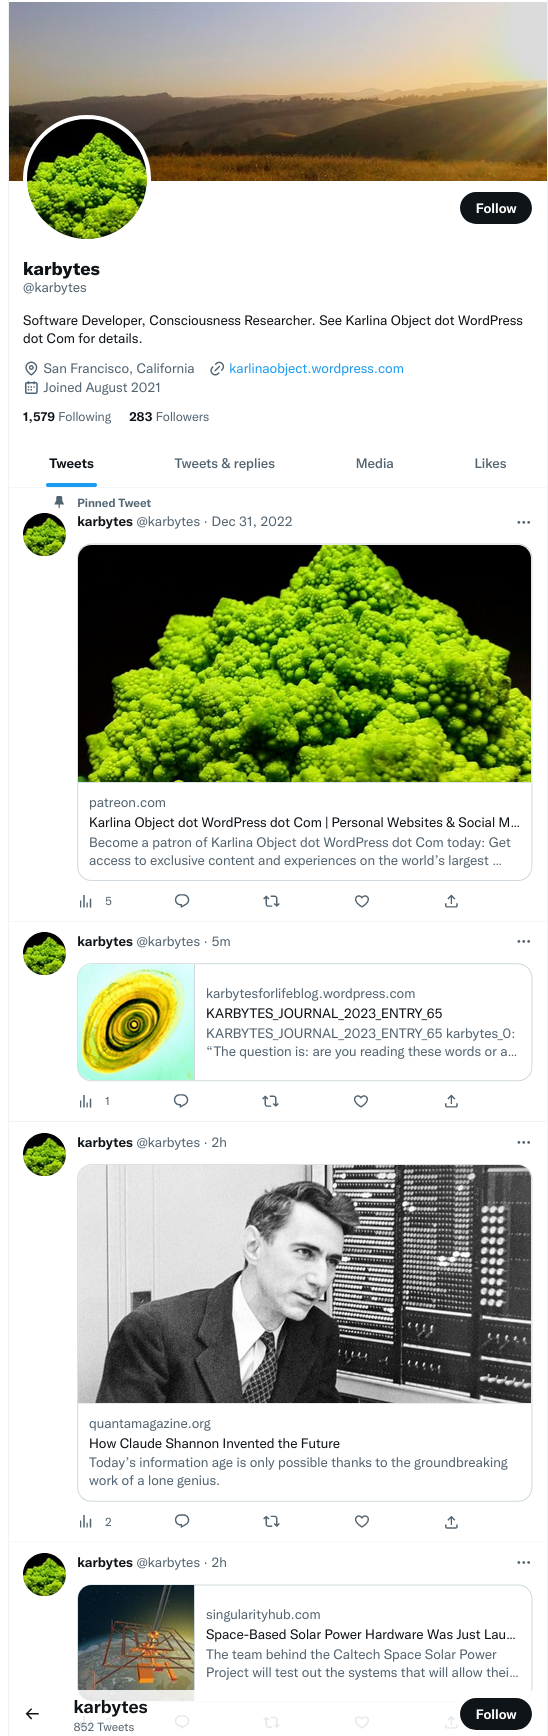 Follow
karbytes
@karbytes
Software Developer, Consciousness Researcher. See Karlina Object dot WordPress
dot Com for details.
San Francisco, California karlinaobject.wordpress.com
Joined August 2021
1,579 Following 283 Followers
Tweets Tweets & replies Media Likes
Pinned Tweet
karbytes @karbytes · Dec 31, 2022
patreon.com
Karlina Object dot WordPress dot Com | Personal Websites & Social M...
Become a patron of Karlina Object dot WordPress dot Com today: Get
access to exclusive content and experiences on the world's largest ...
5
karbytes @karbytes · 5m
karbytesforlifeblog.wordpress.com
KARBYTES_JOURNAL_2023_ENTRY_65
KARBYTES_JOURNAL_2023_ENTRY_65 karbytes_0:
“The question is: are you reading these words or a...
1
karbytes @karbytes · 2h
quantamagazine.org
How Claude Shannon Invented the Future
Today's information age is only possible thanks to the groundbreaking
work of a lone genius.
2
karbytes @karbytes · 2h
singularityhub.com
Space-Based Solar Power Hardware Was Just Lau...
The team behind the Caltech Space Solar Power
Project will test out the systems that will allow thei...
karbytes
852 Tweets
Follow